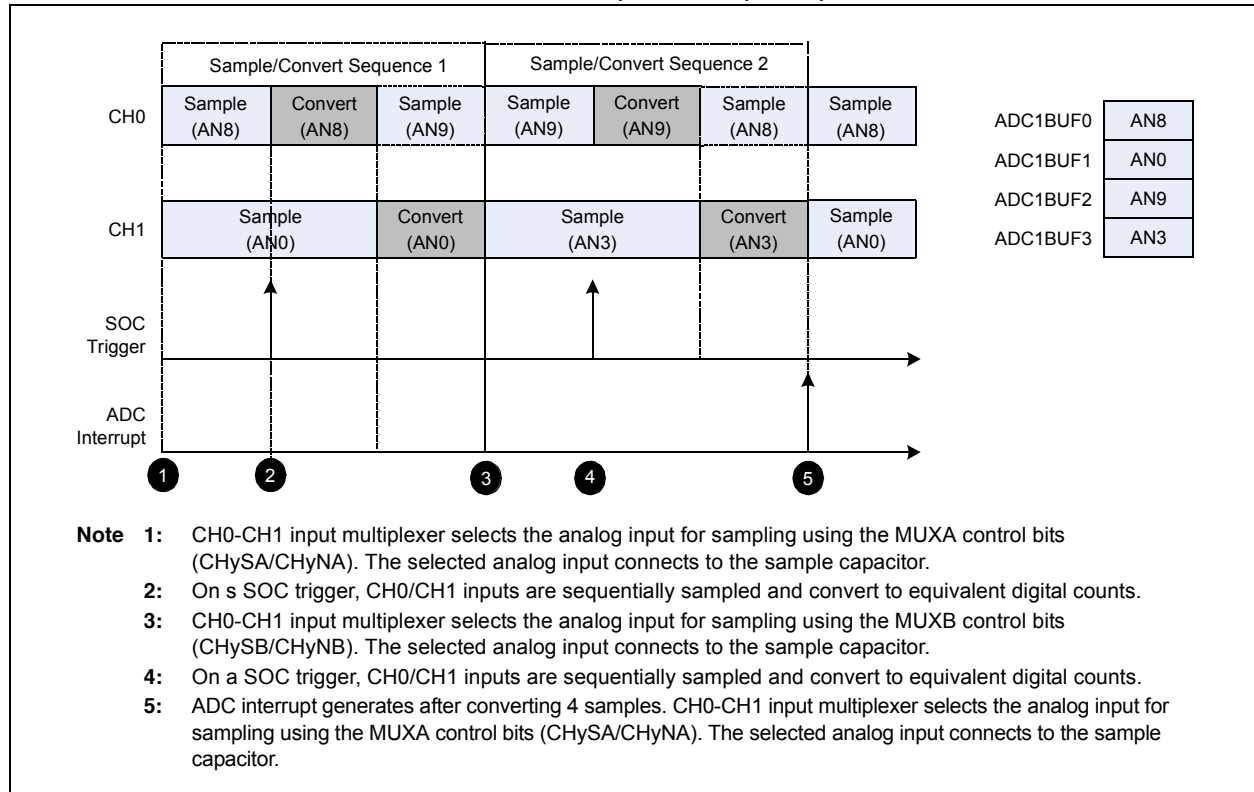 Sample/Convert Sequence 1 Sample/Convert Sequence 2
CH0 Sample (AN8) Convert (AN8) Sample (AN9) Sample (AN9) Convert (AN9) Sample (AN8) Sample (AN8)
CH1 Sample (AN0) Convert (AN0) Sample (AN3) Convert (AN3) Sample (AN0)
ADC1BUF0 AN8
ADC1BUF1 AN0
ADC1BUF2 AN9
ADC1BUF3 AN3
SOC
Trigger
ADC
Interrupt
1 2 3 4 5
Note 1: CH0-CH1 input multiplexer selects the analog input for sampling using the MUXA control bits
(CHySA/CHyNA). The selected analog input connects to the sample capacitor.
2: On s SOC trigger, CH0/CH1 inputs are sequentially sampled and convert to equivalent digital counts.
3: CH0-CH1 input multiplexer selects the analog input for sampling using the MUXB control bits
(CHySB/CHyNB). The selected analog input connects to the sample capacitor.
4: On a SOC trigger, CH0/CH1 inputs are sequentially sampled and convert to equivalent digital counts.
5: ADC interrupt generates after converting 4 samples. CH0-CH1 input multiplexer selects the analog input for
sampling using the MUXA control bits (CHySA/CHyNA). The selected analog input connects to the sample
capacitor.